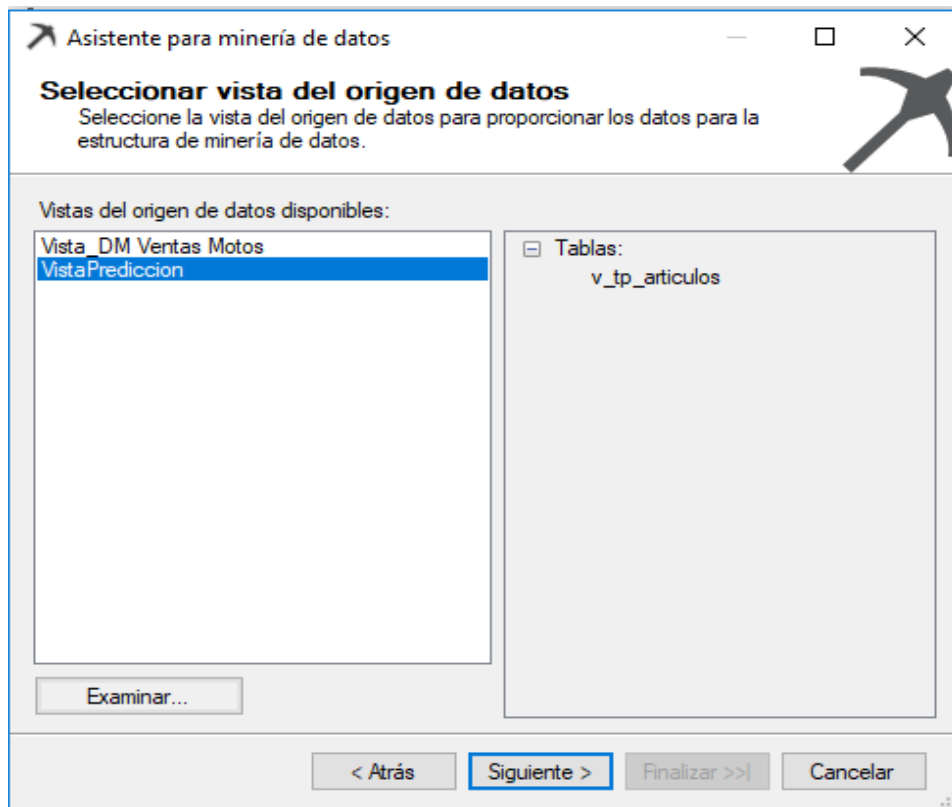 Asistente para minería de datos
Seleccionar vista del origen de datos
Seleccione la vista del origen de datos para proporcionar los datos para la
estructura de minería de datos.
Vistas del origen de datos disponibles:
Vista_DM Ventas Motos
VistaPrediccion
Tablas:
v_tp_articulos
Examinar...
< Atrás
Siguiente >
Finalizar >>|
Cancelar